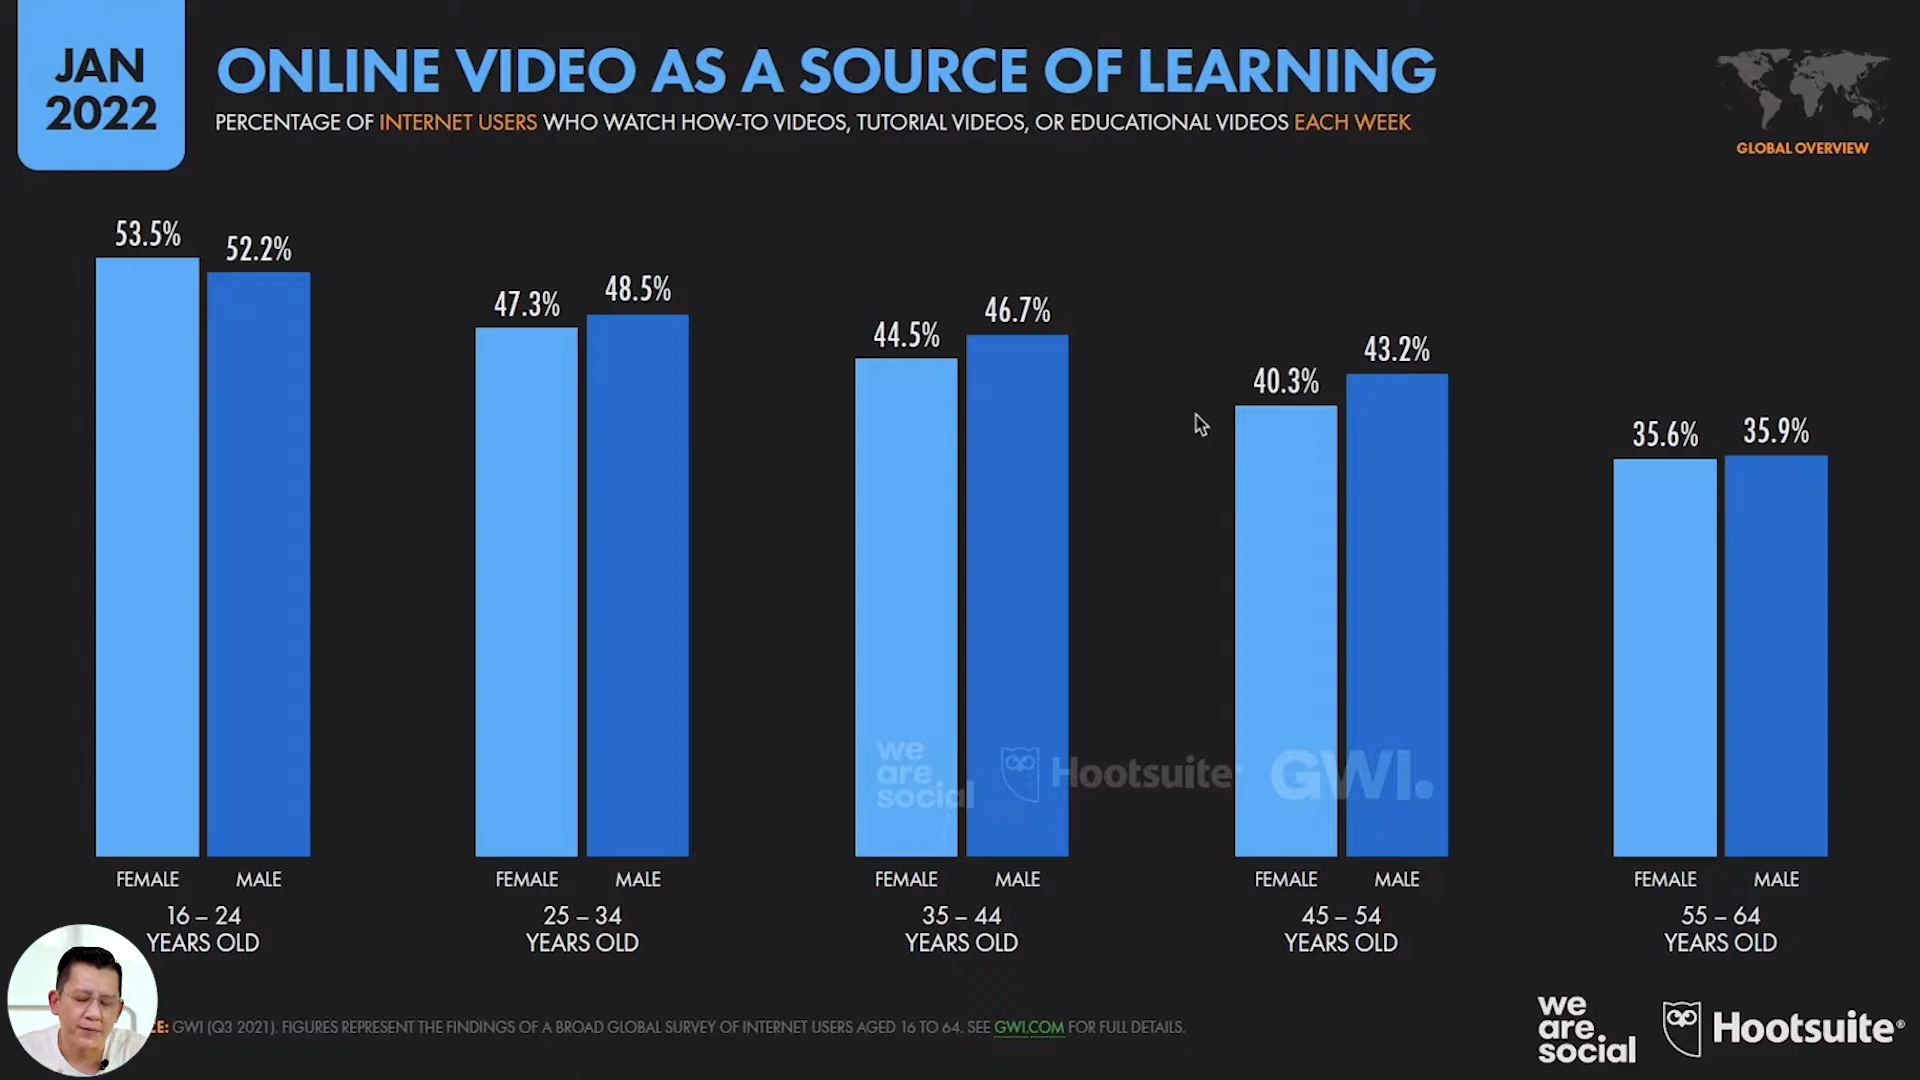 JAN
2022
ONLINE VIDEO AS A SOURCE OF LEARNING
PERCENTAGE OF INTERNET USERS WHO WATCH HOW-TO VIDEOS, TUTORIAL VIDEOS, OR EDUCATIONAL VIDEOS EACH WEEK
GLOBAL OVERVIEW
53.5%
52.2%
47.3%
48.5%
44.5%
46.7%
40.3%
43.2%
35.6%
35.9%
we
are
social
Hootsuite
GWI.
FEMALE MALE
16 – 24
YEARS OLD
FEMALE MALE
25 – 34
YEARS OLD
FEMALE MALE
35 – 44
YEARS OLD
FEMALE MALE
45 – 54
YEARS OLD
FEMALE MALE
55 – 64
YEARS OLD
GWI (Q3 2021). FIGURES REPRESENT THE FINDINGS OF A BROAD GLOBAL SURVEY OF INTERNET USERS AGED 16 TO 64. SEE GWI.COM FOR FULL DETAILS.
we
are
social
Hootsuite®